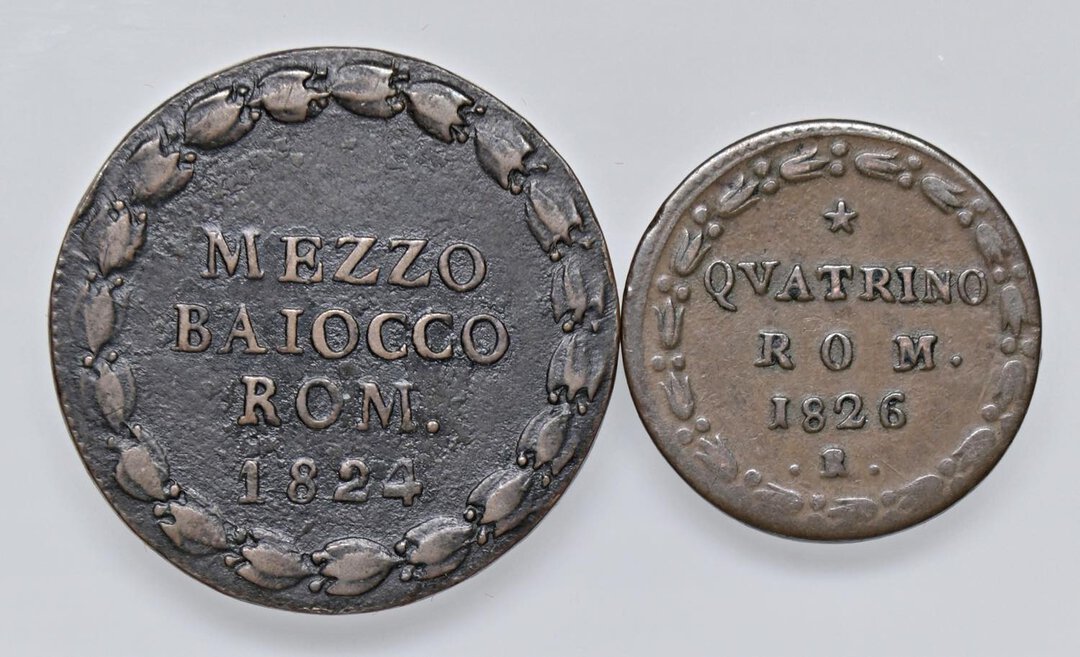 MEZZO
BAIOCCO
ROM.
1824
QVATRINO
ROM.
1826
.R.